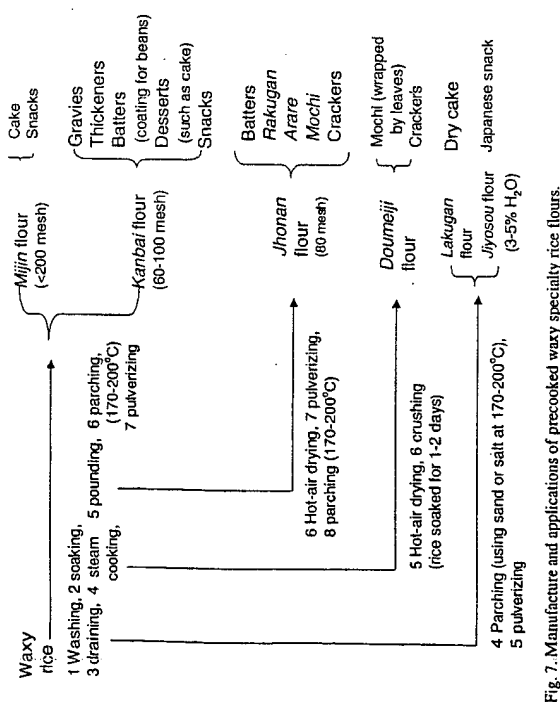 Waxy
rice
1 Washing, 2 soaking,
3 draining, 4 steam
cooking,
5 pounding, 6 parching,
(170-200°C)
7 pulverizing
Mijin flour
(<200 mesh)
Cake
Snacks
Kanbai flour
(60-100 mesh)
Gravies
Thickeners
Batters
(coating for beans)
Desserts
(such as cake)
Snacks
6 Hot-air drying, 7 pulverizing,
8 parching (170-200°C)
Jhonan
flour
(80 mesh)
Batters
Rakugan
Arare
Mochi
Crackers
5 Hot-air drying, 6 crushing
(rice soaked for 1-2 days)
Doumeiji
flour
Mochi (wrapped
by leaves)
Crackers
4 Parching (using sand or salt at 170-200°C),
5 pulverizing
Lakugan
flour
Dry cake
Jiyosou flour
(3-5% H₂O)
Japanese snack
Fig. 7. Manufacture and applications of precooked waxy specialty rice flours.